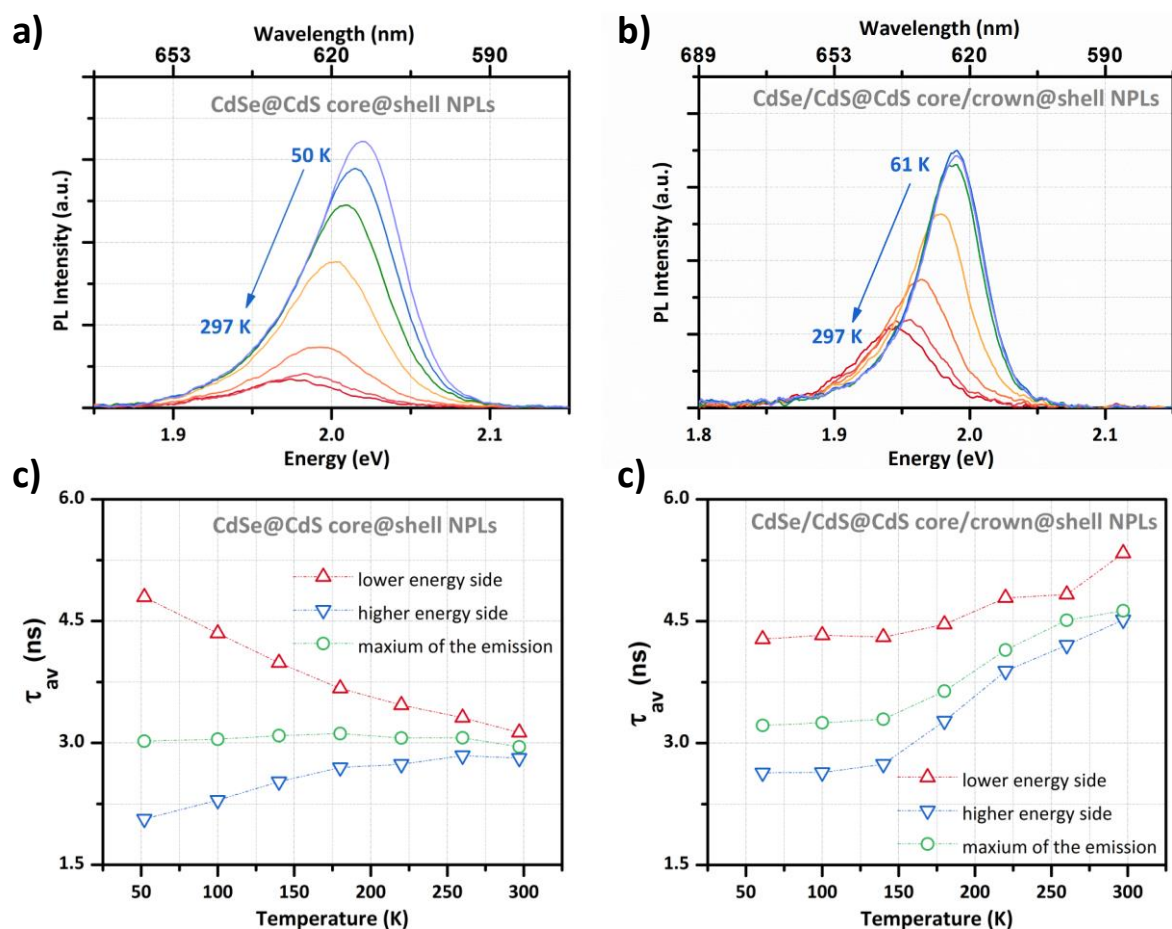 a)
Wavelength (nm)
653 620 590
CdSe@CdS core@shell NPLs
50 K
297 K
PL Intensity (a.u.)
1.9 2.0 2.1
Energy (eV)
b)
Wavelength (nm)
689 653 620 590
CdSe/CdS@CdS core/crown@shell NPLs
61 K
297 K
PL Intensity (a.u.)
1.8 1.9 2.0 2.1
Energy (eV)
c)
6.0
4.5
3.0
1.5
τav (ns)
CdSe@CdS core@shell NPLs
lower energy side
higher energy side
maxium of the emission
50 100 150 200 250 300
Temperature (K)
c)
6.0
4.5
3.0
1.5
τav (ns)
CdSe/CdS@CdS core/crown@shell NPLs
lower energy side
higher energy side
maxium of the emission
50 100 150 200 250 300
Temperature (K)